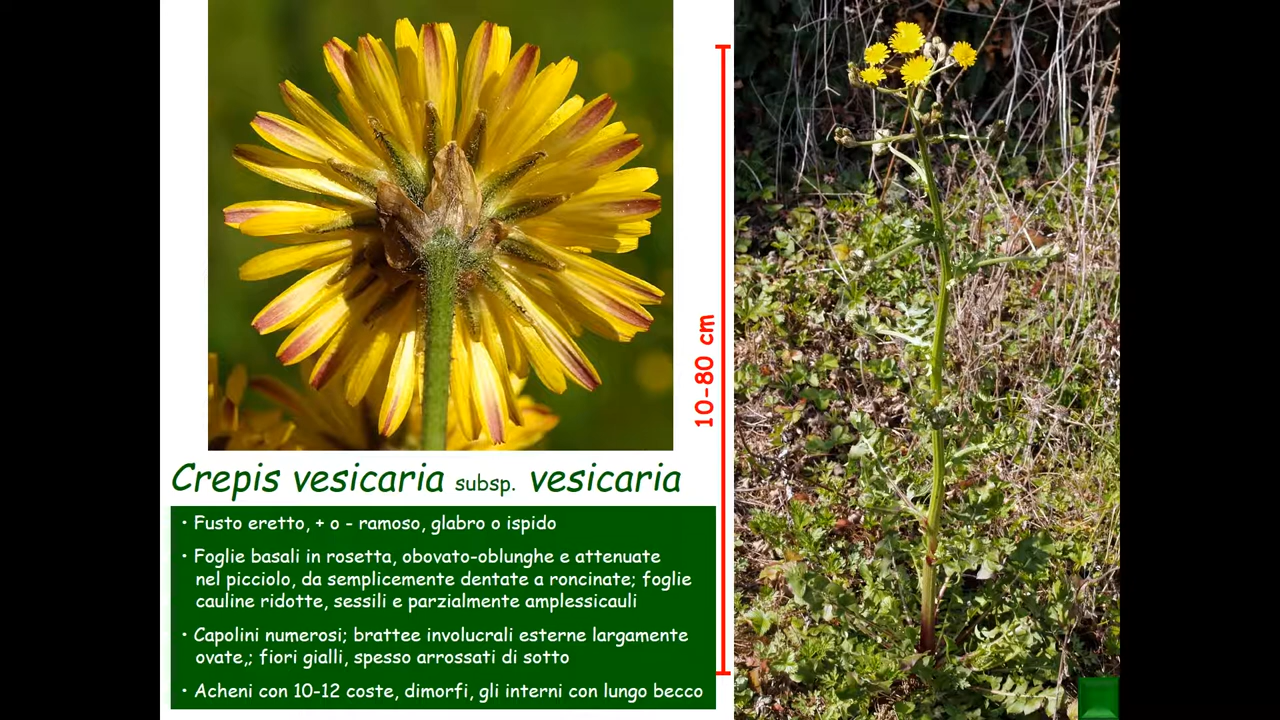 10-80 cm
Crepis vesicaria subsp. vesicaria
• Fusto eretto, + o - ramoso, glabro o ispido
• Foglie basali in rosetta, obovato-oblunghe e attenuate
nel picciolo, da semplicemente dentate a roncinate; foglie
cauline ridotte, sessili e parzialmente amplessicauli
• Capolini numerosi; brattee involucrali esterne largamente
ovate,; fiori gialli, spesso arrossati di sotto
• Acheni con 10-12 coste, dimorfi, gli interni con lungo becco